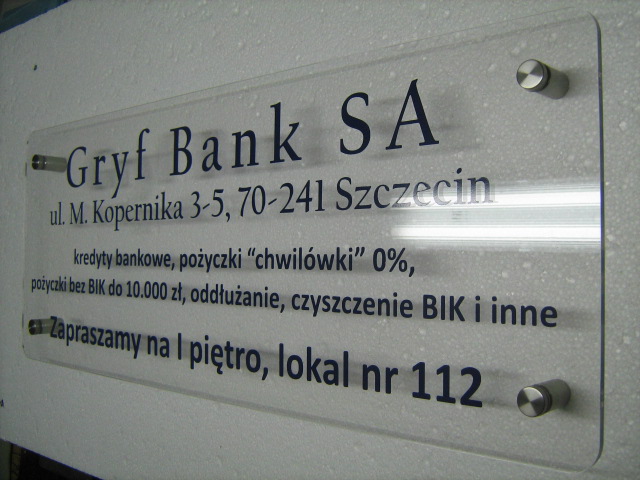 Gryf Bank SA
ul. M. Kopernika 3-5, 70-241 Szczecin
kredyty bankowe, pożyczki “chwilówki” 0%,
pożyczki bez BIK do 10.000 zł, oddłużanie, czyszczenie BIK i inne
Zapraszamy na I piętro, lokal nr 112